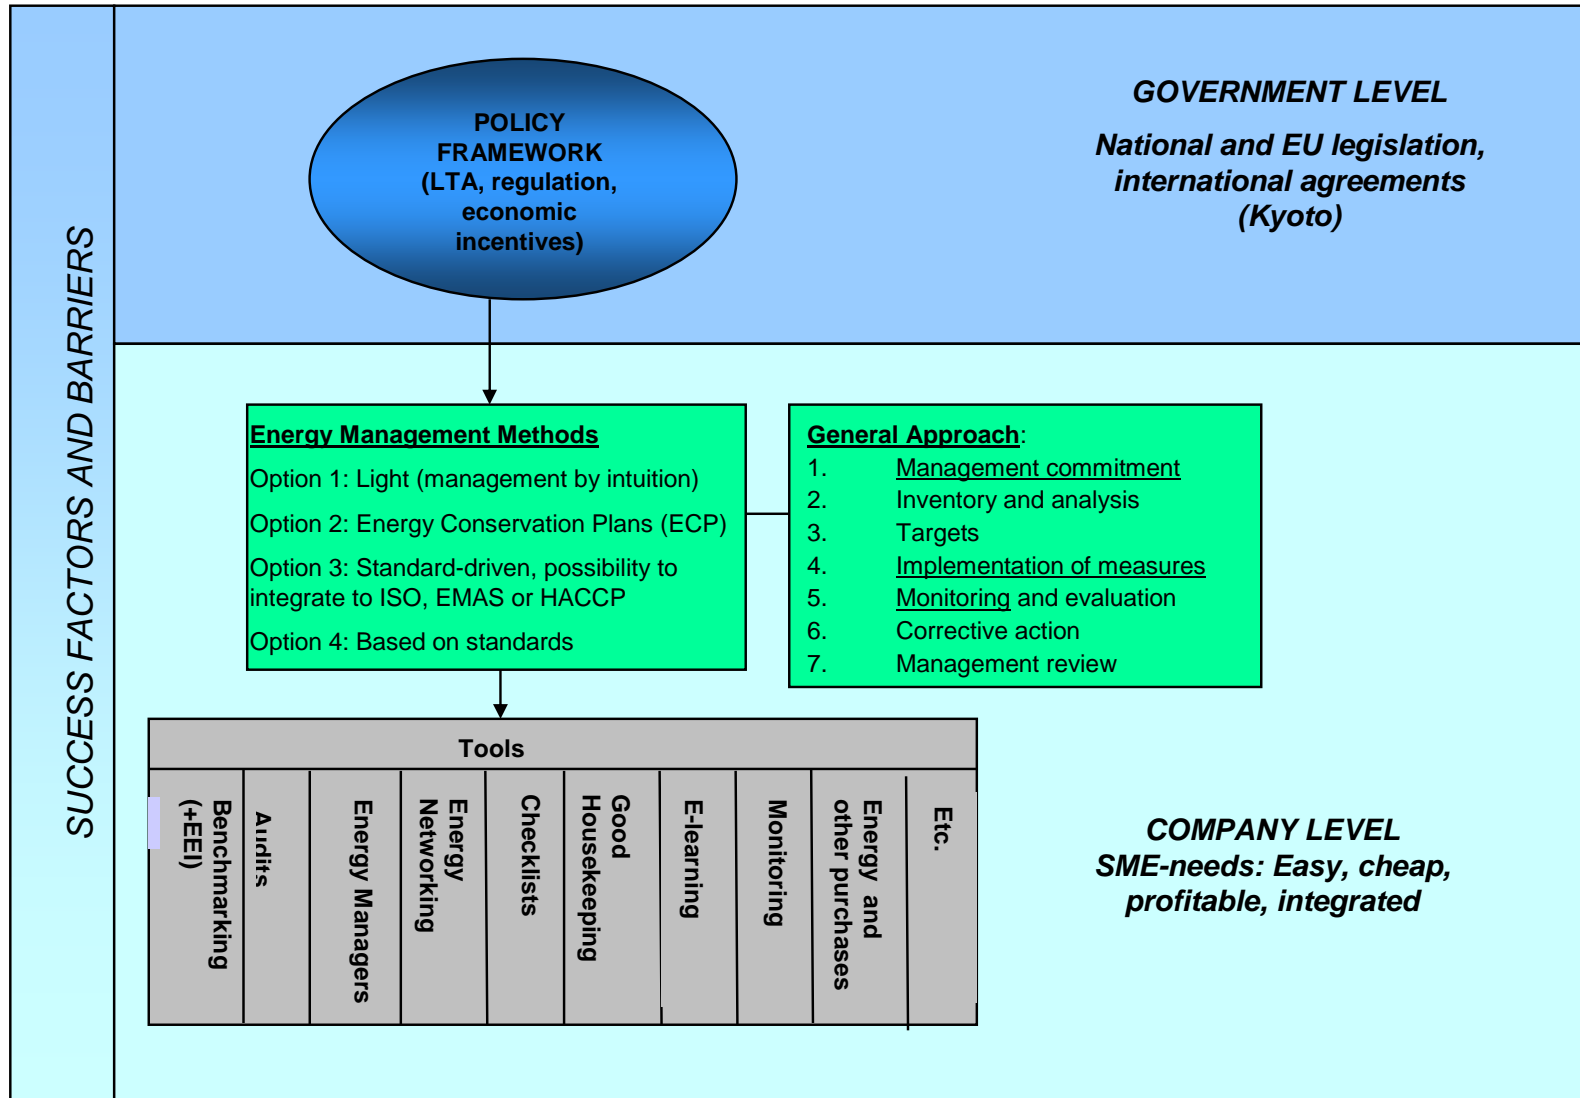 SUCCESS FACTORS AND BARRIERS
POLICY
FRAMEWORK
(LTA, regulation,
economic
incentives)
GOVERNMENT LEVEL
National and EU legislation,
international agreements
(Kyoto)
Energy Management Methods
Option 1: Light (management by intuition)
Option 2: Energy Conservation Plans (ECP)
Option 3: Standard-driven, possibility to
integrate to ISO, EMAS or HACCP
Option 4: Based on standards
General Approach:
1. Management commitment
2. Inventory and analysis
3. Targets
4. Implementation of measures
5. Monitoring and evaluation
6. Corrective action
7. Management review
Tools
Benchmarking
(+EEI)
Audits
Energy Managers
Energy
Networking
Checklists
Good
Housekeeping
E-learning
Monitoring
Energy and
other purchases
Etc.
COMPANY LEVEL
SME-needs: Easy, cheap,
profitable, integrated